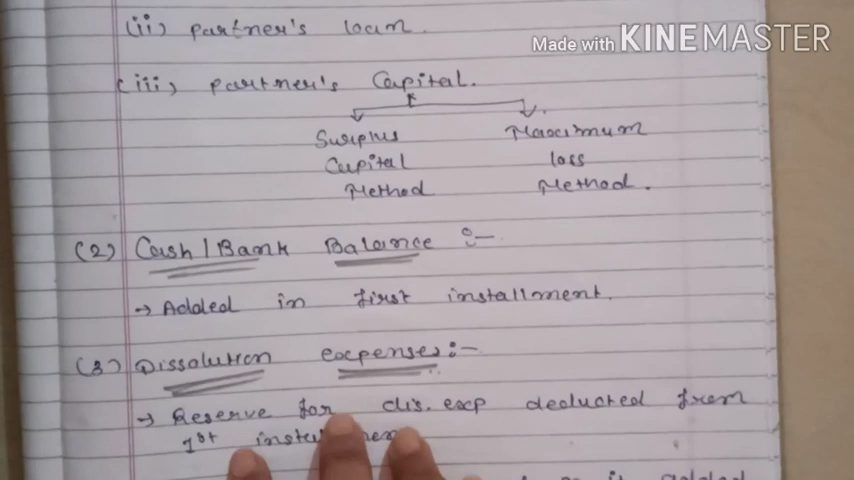 (ii) partner's loan.
Made with KINEMASTER
(iii) partner's Capital.
Surplus Maximum
Capital loss
Method Method.
(2) Cash/Bank Balance :-
→ Added in first installment.
(3) Dissolution expenses:-
→ Reserve for dis. exp deducted from
1st
added